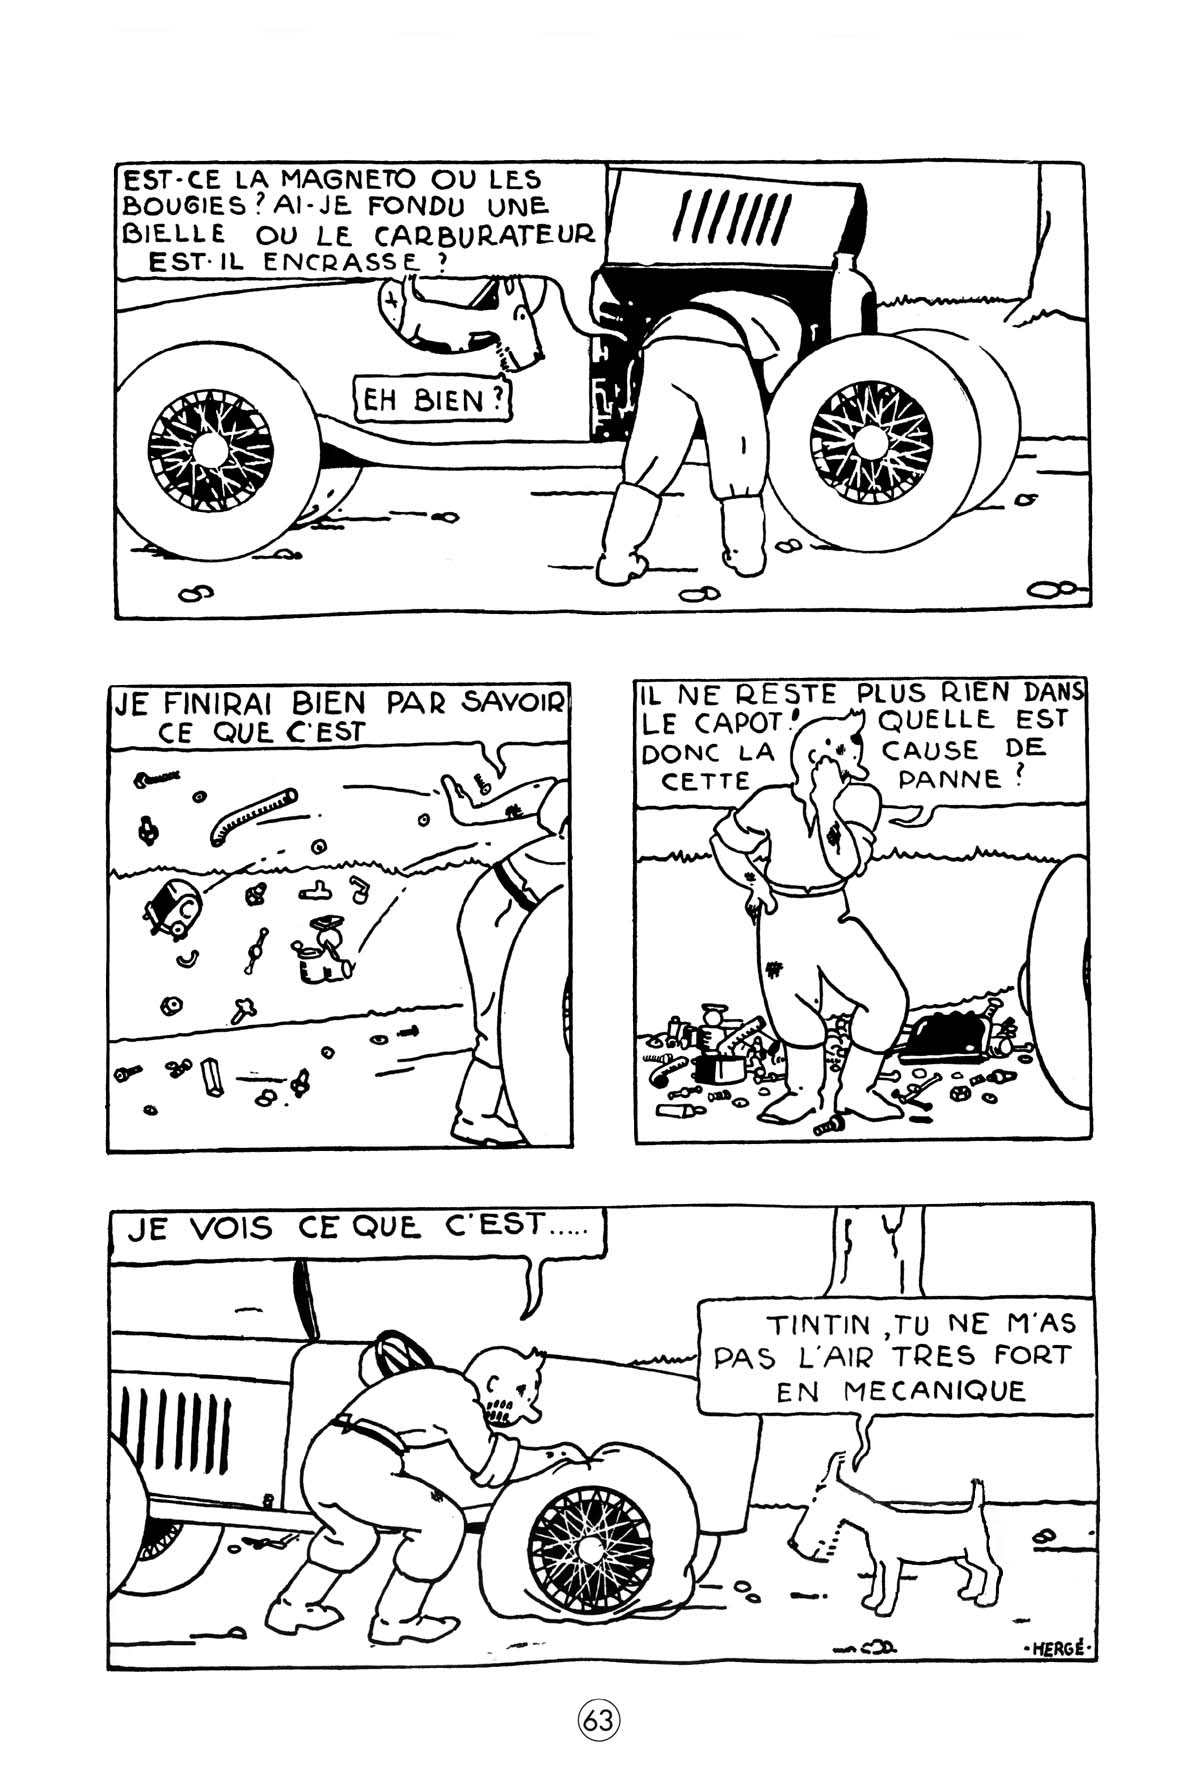 EST-CE LA MAGNETO OU LES
BOUGIES? AI-JE FONDU UNE
BIELLE OU LE CARBURATEUR
EST-IL ENCRASSE?
EH BIEN?
JE FINIRAI BIEN PAR SAVOIR
CE QUE C'EST
IL NE RESTE PLUS RIEN DANS
LE CAPOT! QUELLE EST
DONC LA CAUSE DE
CETTE PANNE?
JE VOIS CE QUE C'EST.....
TINTIN, TU NE M'AS
PAS L'AIR TRES FORT
EN MECANIQUE
·HERGÉ·
63